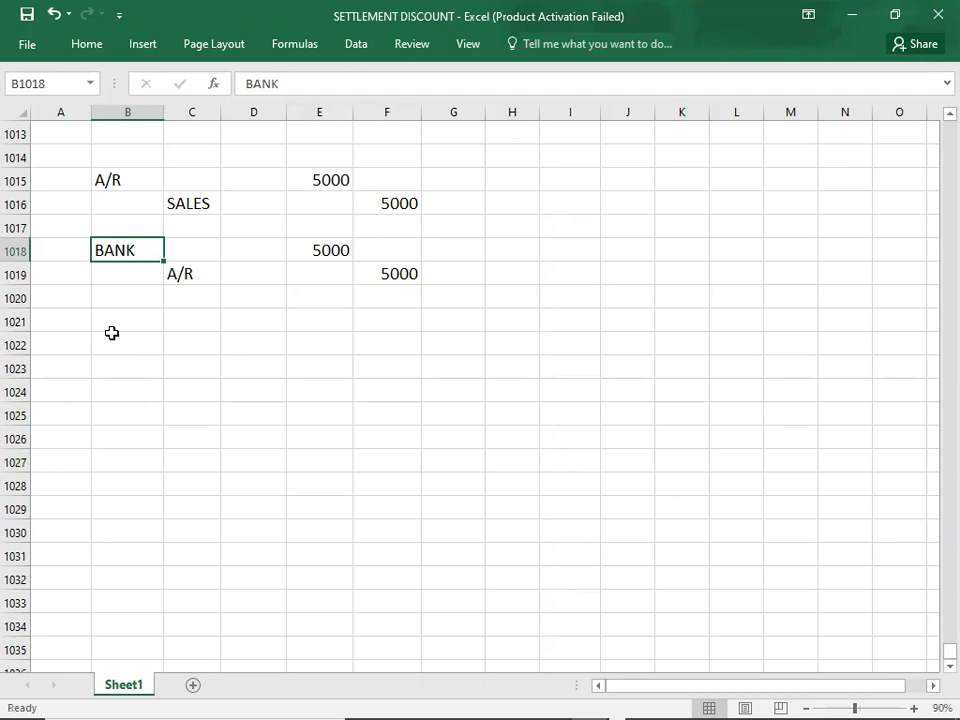 SETTLEMENT DISCOUNT - Excel (Product Activation Failed)
File Home Insert Page Layout Formulas Data Review View Tell me what you want to do... Share
B1018 fx BANK
A B C D E F G H I J K L M N O
1013
1014
1015 A/R 5000
1016 SALES 5000
1017
1018 BANK 5000
1019 A/R 5000
1020
1021
1022
1023
1024
1025
1026
1027
1028
1029
1030
1031
1032
1033
1034
1035
Sheet1
Ready 90%